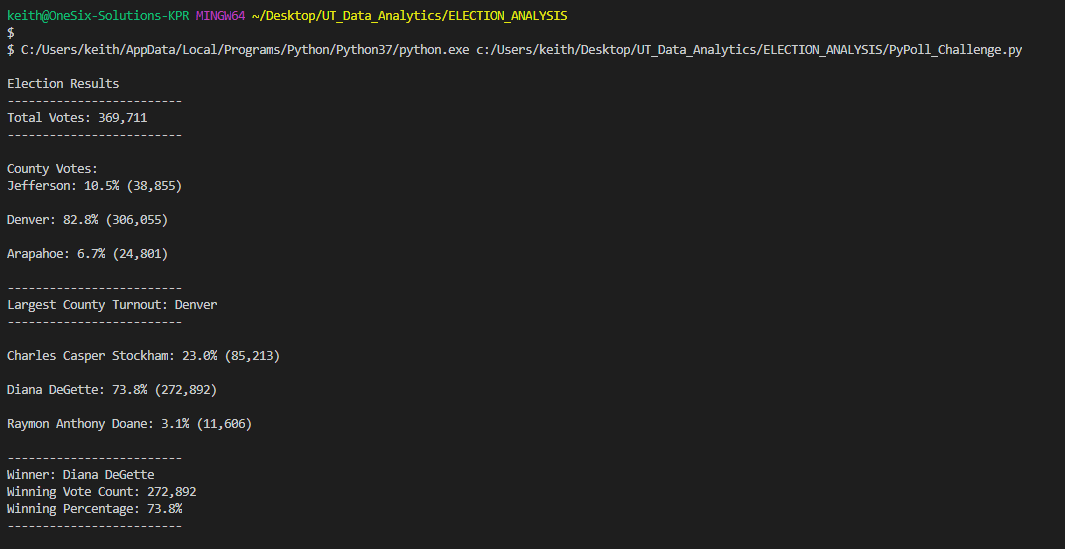 keith@OneSix-Solutions-KPR MINGW64 ~/Desktop/UT_Data_Analytics/ELECTION_ANALYSIS
$
$ C:/Users/keith/AppData/Local/Programs/Python/Python37/python.exe c:/Users/keith/Desktop/UT_Data_Analytics/ELECTION_ANALYSIS/PyPoll_Challenge.py
Election Results
-------------------------
Total Votes: 369,711
-------------------------
County Votes:
Jefferson: 10.5% (38,855)
Denver: 82.8% (306,055)
Arapahoe: 6.7% (24,801)
-------------------------
Largest County Turnout: Denver
-------------------------
Charles Casper Stockham: 23.0% (85,213)
Diana DeGette: 73.8% (272,892)
Raymon Anthony Doane: 3.1% (11,606)
-------------------------
Winner: Diana DeGette
Winning Vote Count: 272,892
Winning Percentage: 73.8%
-------------------------